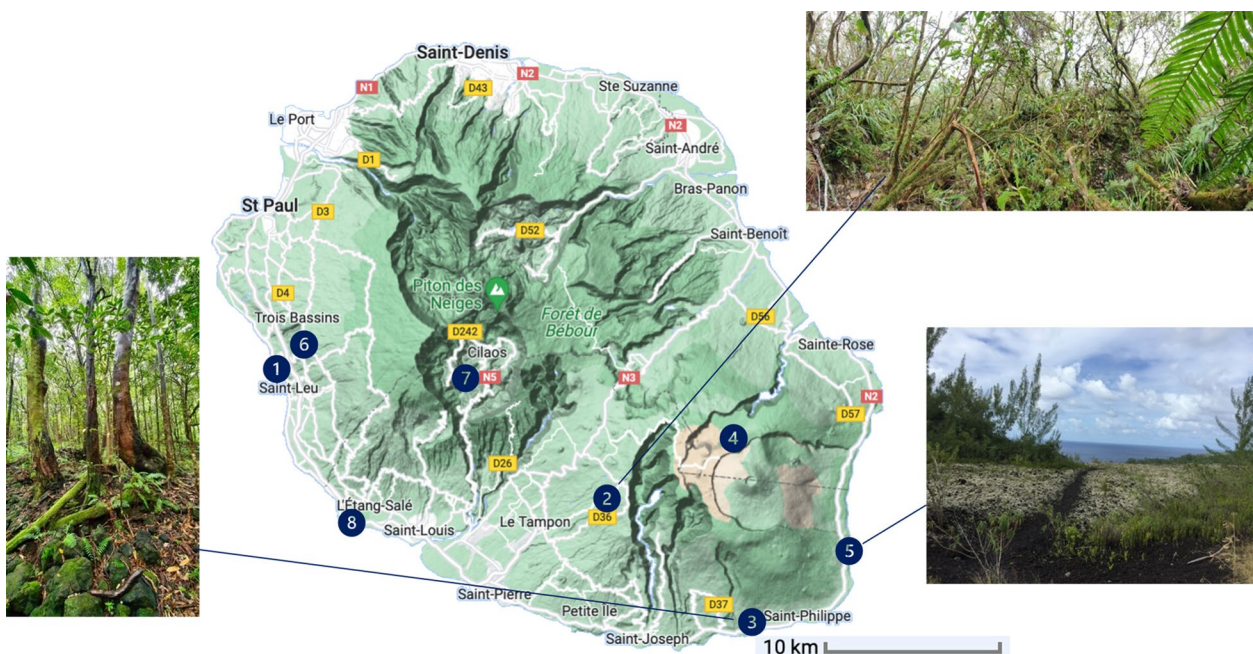 Saint-Denis
N2
N1
D43
Ste Suzanne
Le Port
N2
Saint-André
D1
Bras-Panon
St Paul
D3
D52
Saint-Benoît
Piton des
Neiges
D4
Forêt de
Bébour
Trois Bassins
D242
D56
6
Cilaos
Sainte-Rose
1
7
N5
N3
Saint-Leu
N2
D57
4
D26
L'Étang-Salé
2
8
Saint-Louis
Le Tampon
D36
5
Saint-Pierre
Petite Ile
D37
Saint-Philippe
3
Saint-Joseph
10 km